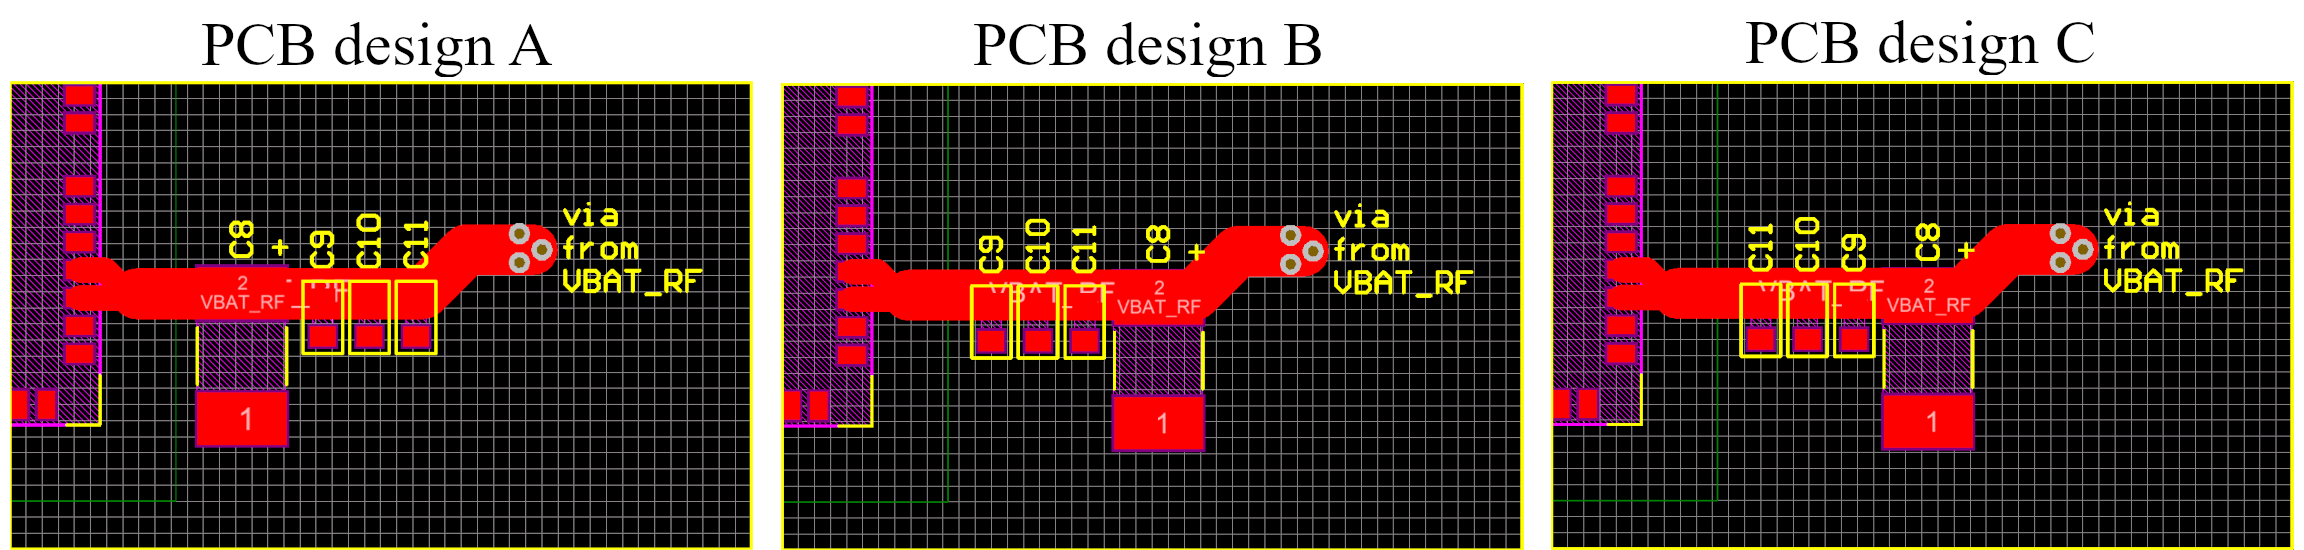 PCB design A
C8
+
C9
C10
C11
via
from
VBAT_RF
2
VBAT_RF
1
PCB design B
C9
C10
C11
C8
+
via
from
VBAT_RF
2
VBAT_RF
1
PCB design C
C11
C10
C9
C8
+
via
from
VBAT_RF
2
VBAT_RF
1